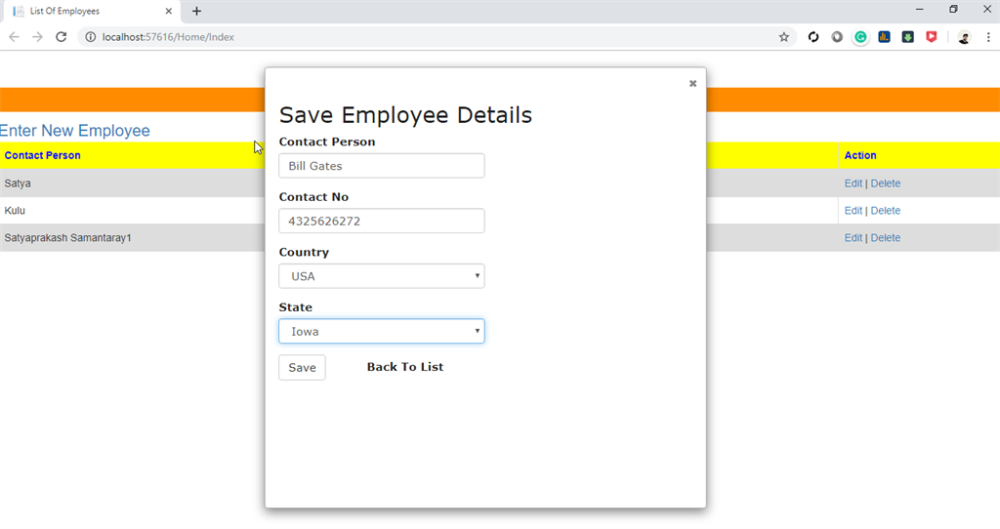 List Of Employees
localhost:57616/Home/Index
Save Employee Details
Contact Person
Bill Gates
Contact No
4325626272
Country
USA
State
Iowa
Save Back To List
Enter New Employee
Contact Person Action
Satya Edit | Delete
Kulu Edit | Delete
Satyaprakash Samantaray1 Edit | Delete